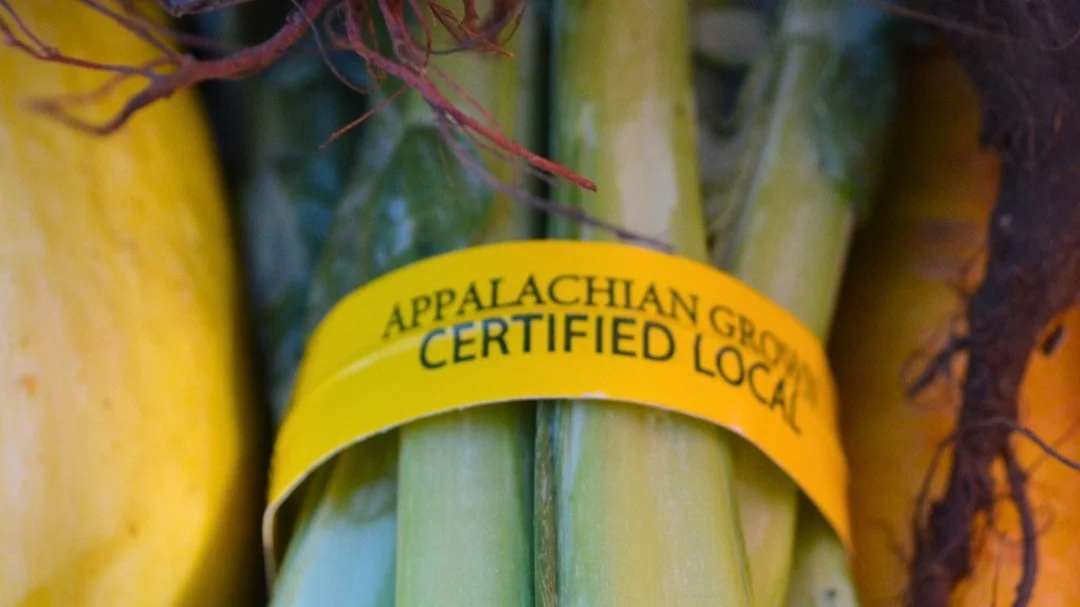 APPALACHIAN GROWN
CERTIFIED LOCAL